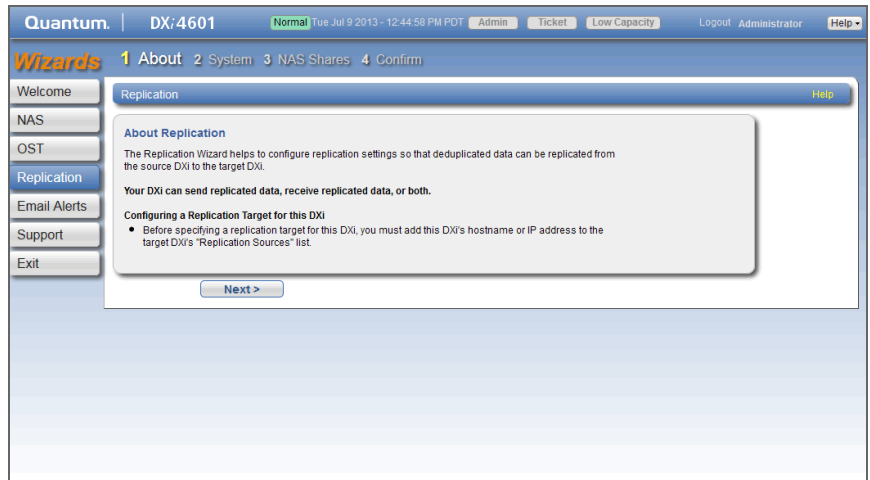 Quantum. DXi4601 Normal Tue Jul 9 2013 - 12:44:58 PM PDT Admin Ticket Low Capacity Logout Administrator Help
Wizards 1 About 2 System 3 NAS Shares 4 Confirm
Welcome
NAS
OST
Replication
Email Alerts
Support
Exit
Replication Help
About Replication
The Replication Wizard helps to configure replication settings so that deduplicated data can be replicated from
the source DXi to the target DXi.
Your DXi can send replicated data, receive replicated data, or both.
Configuring a Replication Target for this DXi
• Before specifying a replication target for this DXi, you must add this DXi's hostname or IP address to the
target DXi's "Replication Sources" list.
Next >